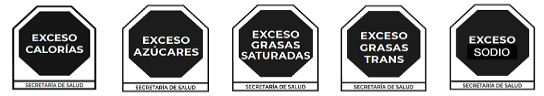 EXCESO
CALORÍAS
SECRETARÍA DE SALUD
EXCESO
AZÚCARES
SECRETARÍA DE SALUD
EXCESO
GRASAS
SATURADAS
SECRETARÍA DE SALUD
EXCESO
GRASAS
TRANS
SECRETARÍA DE SALUD
EXCESO
SODIO
SECRETARÍA DE SALUD